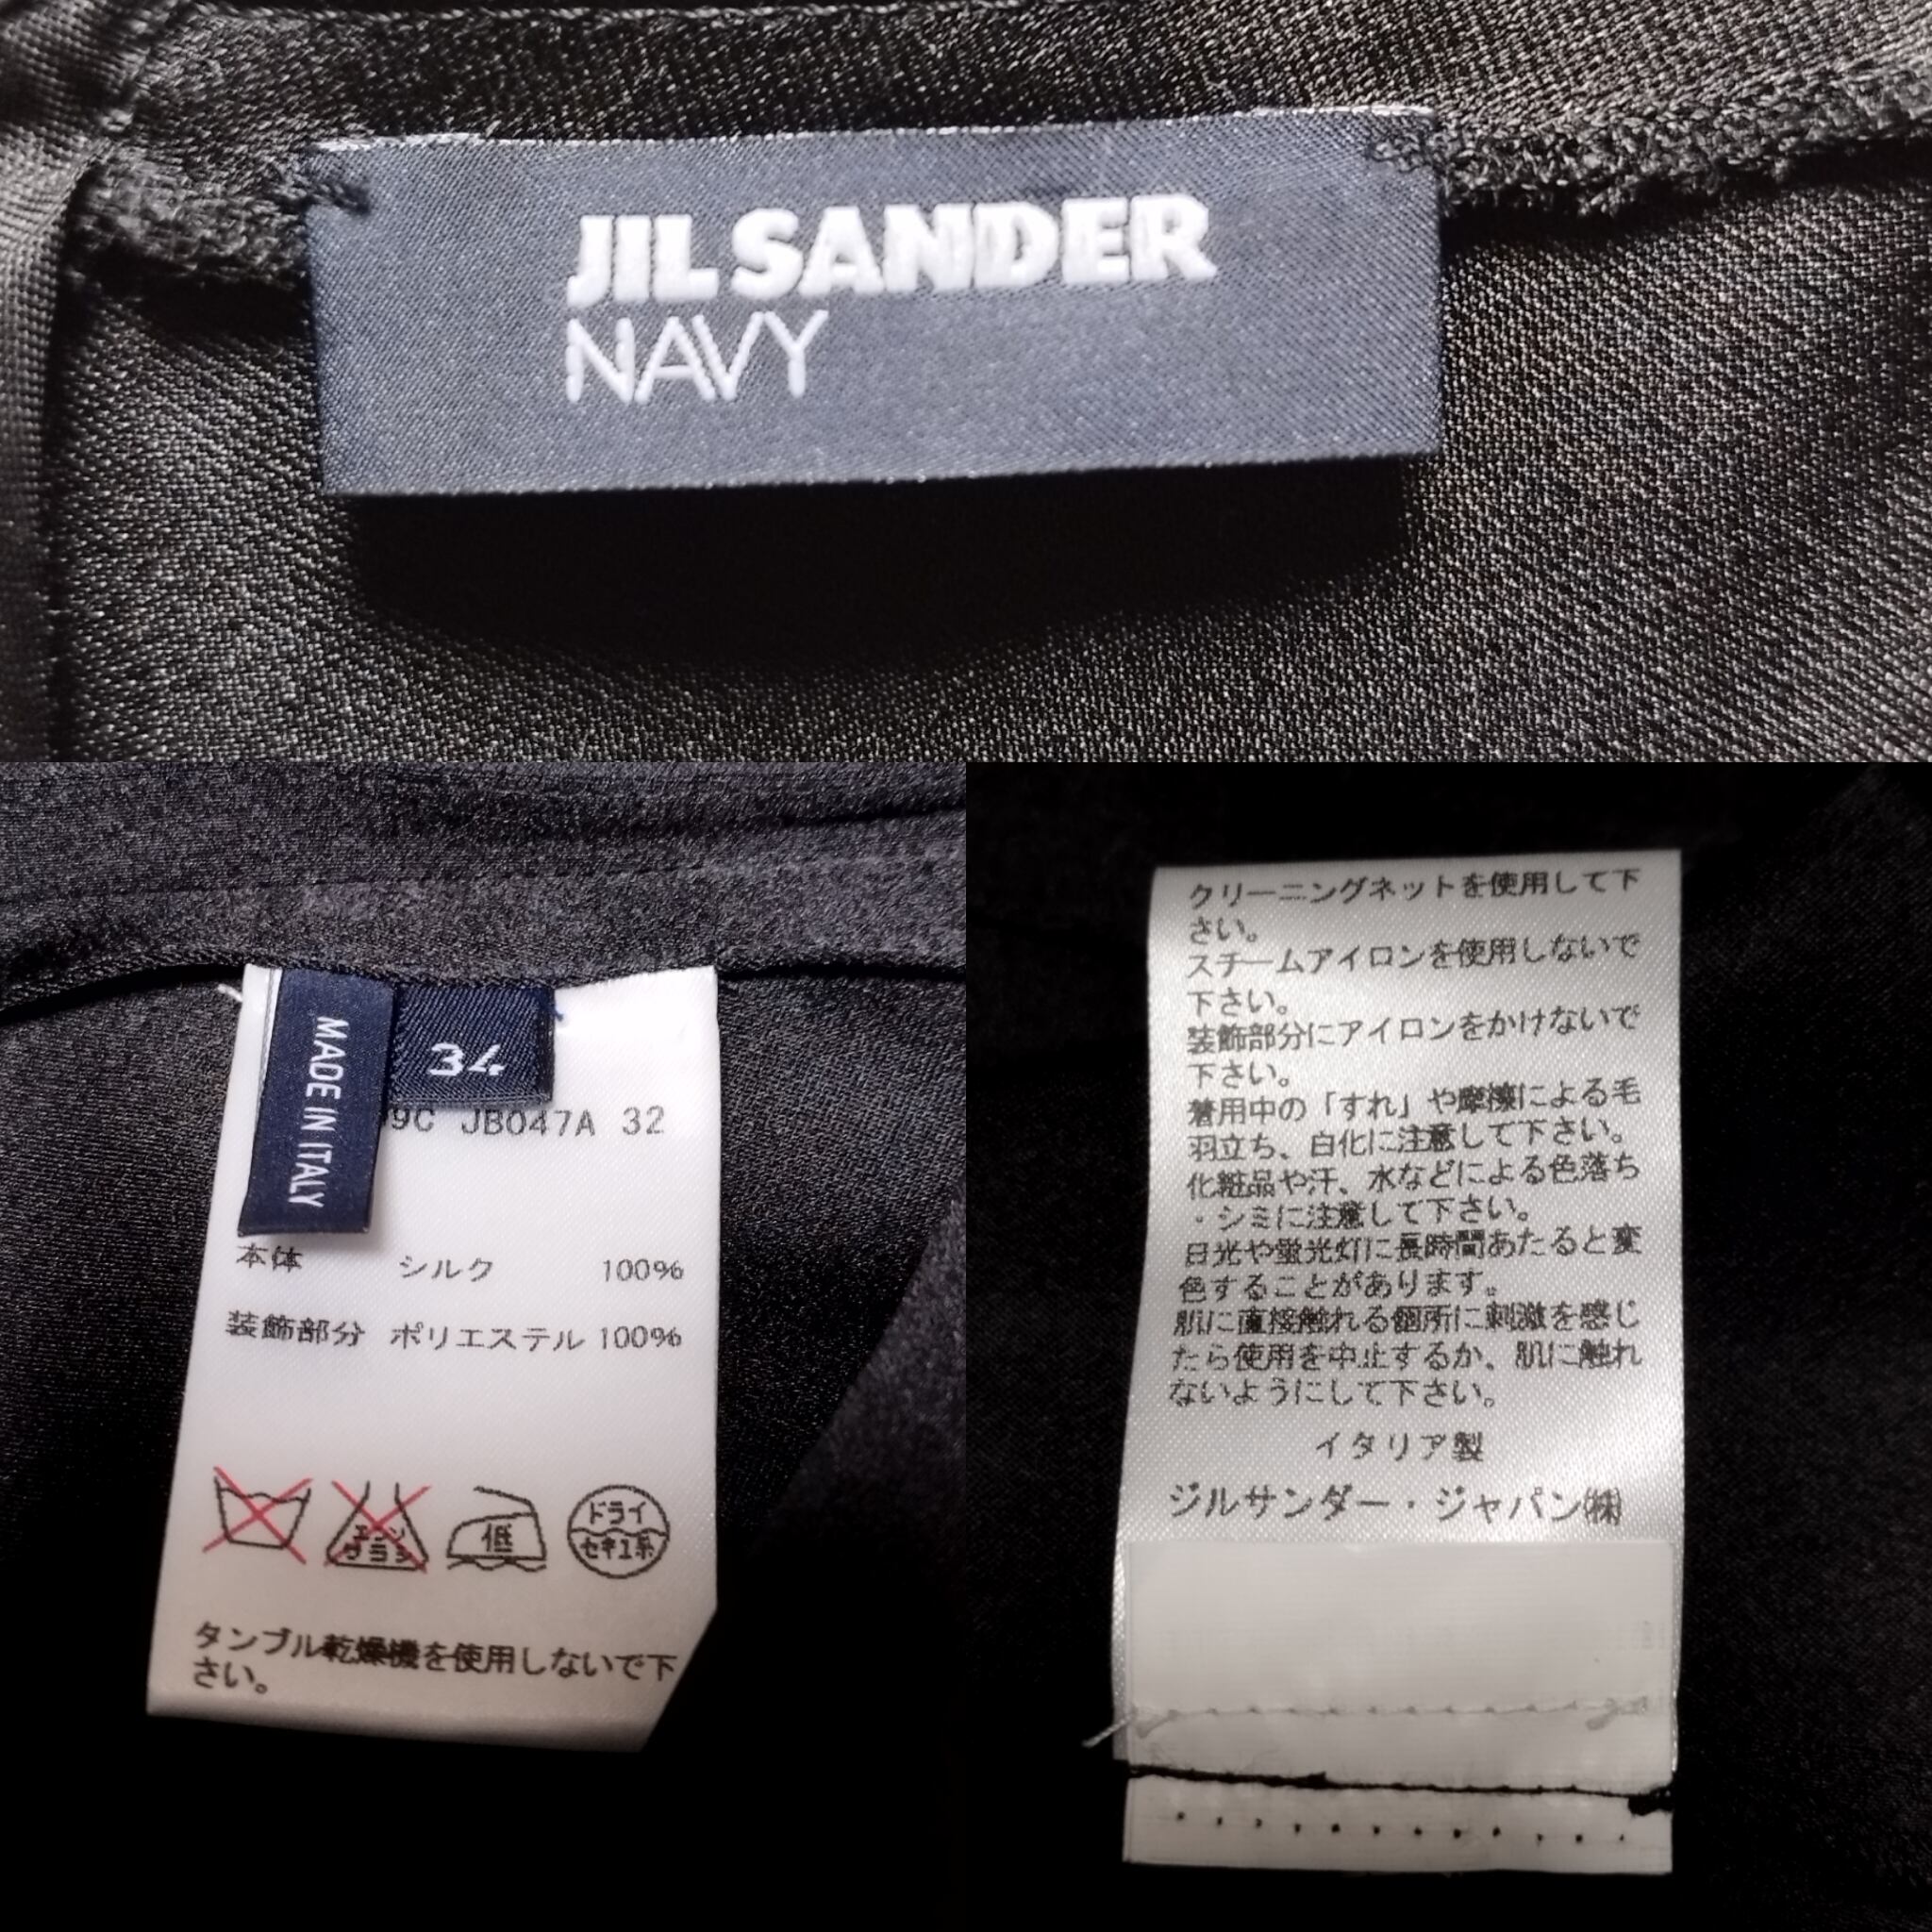 JIL SANDER
NAVY
MADE IN ITALY
34
9C JB047A 32
本体 シルク 100%
装飾部分 ポリエステル 100%
エンソ
サラシ
低
ドライ
セキユ系
タンブル乾燥機を使用しないで下
さい。
クリーニングネットを使用して下
さい。
スチームアイロンを使用しないで
下さい。
装飾部分にアイロンをかけないで
下さい。
着用中の「すれ」や摩擦による毛
羽立ち、白化に注意して下さい。
化粧品や汗、水などによる色落ち
・シミに注意して下さい。
日光や蛍光灯に長時間あたると変
色することがあります。
肌に直接触れる個所に刺激を感じ
たら使用を中止するか、肌に触れ
ないようにして下さい。
イタリア製
ジルサンダー・ジャパン㈱